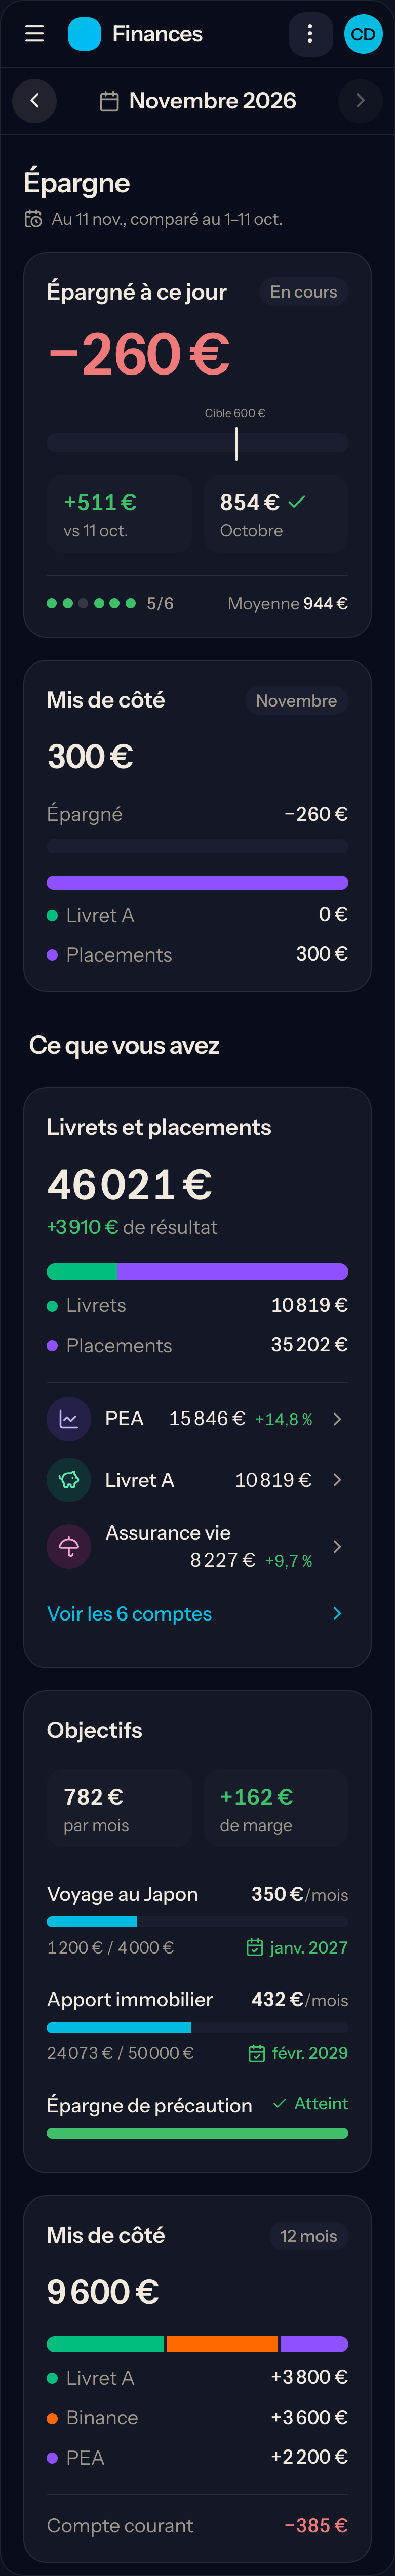 Finances
CD
Novembre 2026
Épargne
Au 11 nov., comparé au 1–11 oct.
Épargné à ce jour
En cours
−260 €
Cible 600 €
+511 €
vs 11 oct.
854 €
Octobre
5/6
Moyenne 944 €
Mis de côté
Novembre
300 €
Épargné −260 €
Livret A 0 €
Placements 300 €
Ce que vous avez
Livrets et placements
46 021 €
+3 910 € de résultat
Livrets 10 819 €
Placements 35 202 €
PEA 15 846 € +14,8 %
Livret A 10 819 €
Assurance vie
8 227 € +9,7 %
Voir les 6 comptes
Objectifs
782 €
par mois
+162 €
de marge
Voyage au Japon 350 €/mois
1 200 € / 4 000 € janv. 2027
Apport immobilier 432 €/mois
24 073 € / 50 000 € févr. 2029
Épargne de précaution Atteint
Mis de côté
12 mois
9 600 €
Livret A +3 800 €
Binance +3 600 €
PEA +2 200 €
Compte courant −385 €